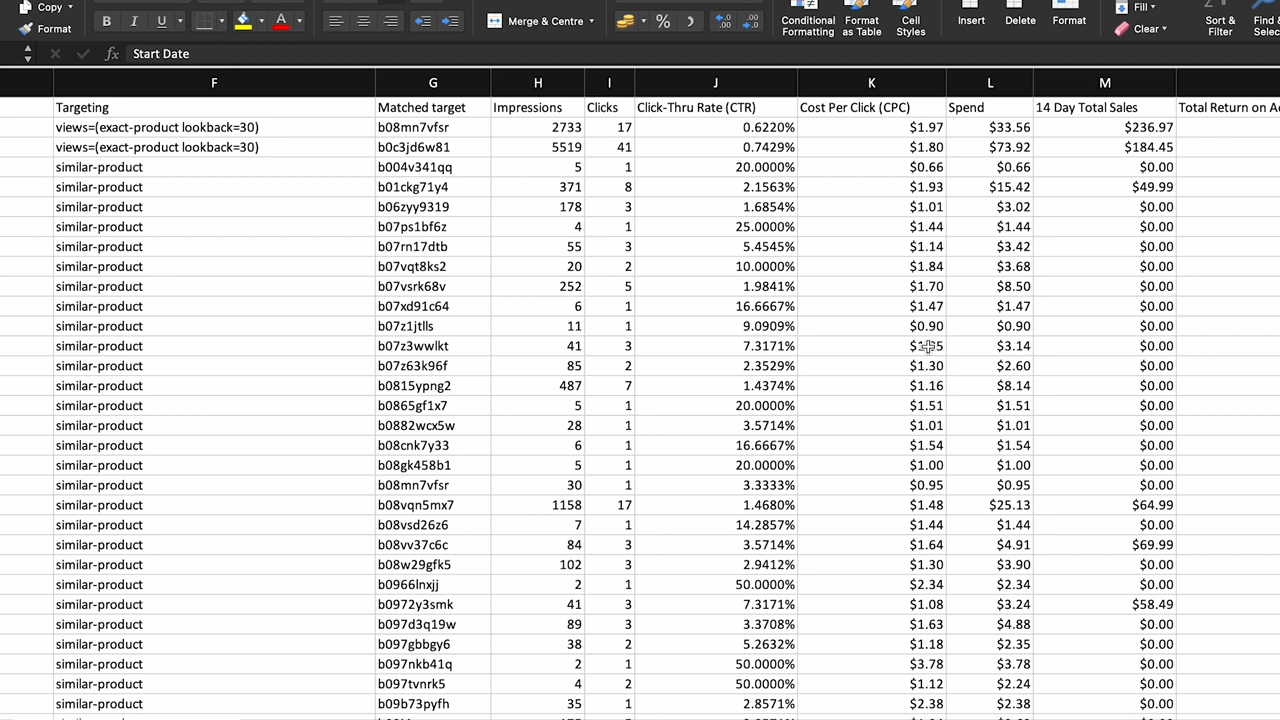 Copy Merge & Centre Conditional Formatting Format as Table Cell Styles Insert Delete Format Fill Sort & Filter
Format B I U A % Clear
fx Start Date
F G H I J K L M
Targeting Matched target Impressions Clicks Click-Thru Rate (CTR) Cost Per Click (CPC) Spend 14 Day Total Sales Total Return on
views=(exact-product lookback=30) b08mn7vfsr 2733 17 0.6220% $1.97 $33.56 $236.97
views=(exact-product lookback=30) b0c3jd6w81 5519 41 0.7429% $1.80 $73.92 $184.45
similar-product b004v341qq 5 1 20.0000% $0.66 $0.66 $0.00
similar-product b01ckg71y4 371 8 2.1563% $1.93 $15.42 $49.99
similar-product b06zyy9319 178 3 1.6854% $1.01 $3.02 $0.00
similar-product b07ps1bf6z 4 1 25.0000% $1.44 $1.44 $0.00
similar-product b07rn17dtb 55 3 5.4545% $1.14 $3.42 $0.00
similar-product b07vqt8ks2 20 2 10.0000% $1.84 $3.68 $0.00
similar-product b07vsrk68v 252 5 1.9841% $1.70 $8.50 $0.00
similar-product b07xd91c64 6 1 16.6667% $1.47 $1.47 $0.00
similar-product b07z1jtlls 11 1 9.0909% $0.90 $0.90 $0.00
similar-product b07z3wwlkt 41 3 7.3171% $3.14 $0.00
similar-product b07z63k96f 85 2 2.3529% $1.30 $2.60 $0.00
similar-product b0815ypng2 487 7 1.4374% $1.16 $8.14 $0.00
similar-product b0865gf1x7 5 1 20.0000% $1.51 $1.51 $0.00
similar-product b0882wcx5w 28 1 3.5714% $1.01 $1.01 $0.00
similar-product b08cnk7y33 6 1 16.6667% $1.54 $1.54 $0.00
similar-product b08gk458b1 5 1 20.0000% $1.00 $1.00 $0.00
similar-product b08mn7vfsr 30 1 3.3333% $0.95 $0.95 $0.00
similar-product b08vqn5mx7 1158 17 1.4680% $1.48 $25.13 $64.99
similar-product b08vsd26z6 7 1 14.2857% $1.44 $1.44 $0.00
similar-product b08vv37c6c 84 3 3.5714% $1.64 $4.91 $69.99
similar-product b08w29gfk5 102 3 2.9412% $1.30 $3.90 $0.00
similar-product b0966lnxjj 2 1 50.0000% $2.34 $2.34 $0.00
similar-product b0972y3smk 41 3 7.3171% $1.08 $3.24 $58.49
similar-product b097d3q19w 89 3 3.3708% $1.63 $4.88 $0.00
similar-product b097gbbgy6 38 2 5.2632% $1.18 $2.35 $0.00
similar-product b097nkb41q 2 1 50.0000% $3.78 $3.78 $0.00
similar-product b097tvnrk5 4 2 50.0000% $1.12 $2.24 $0.00
similar-product b09b73pyfh 35 1 2.8571% $2.38 $2.38 $0.00